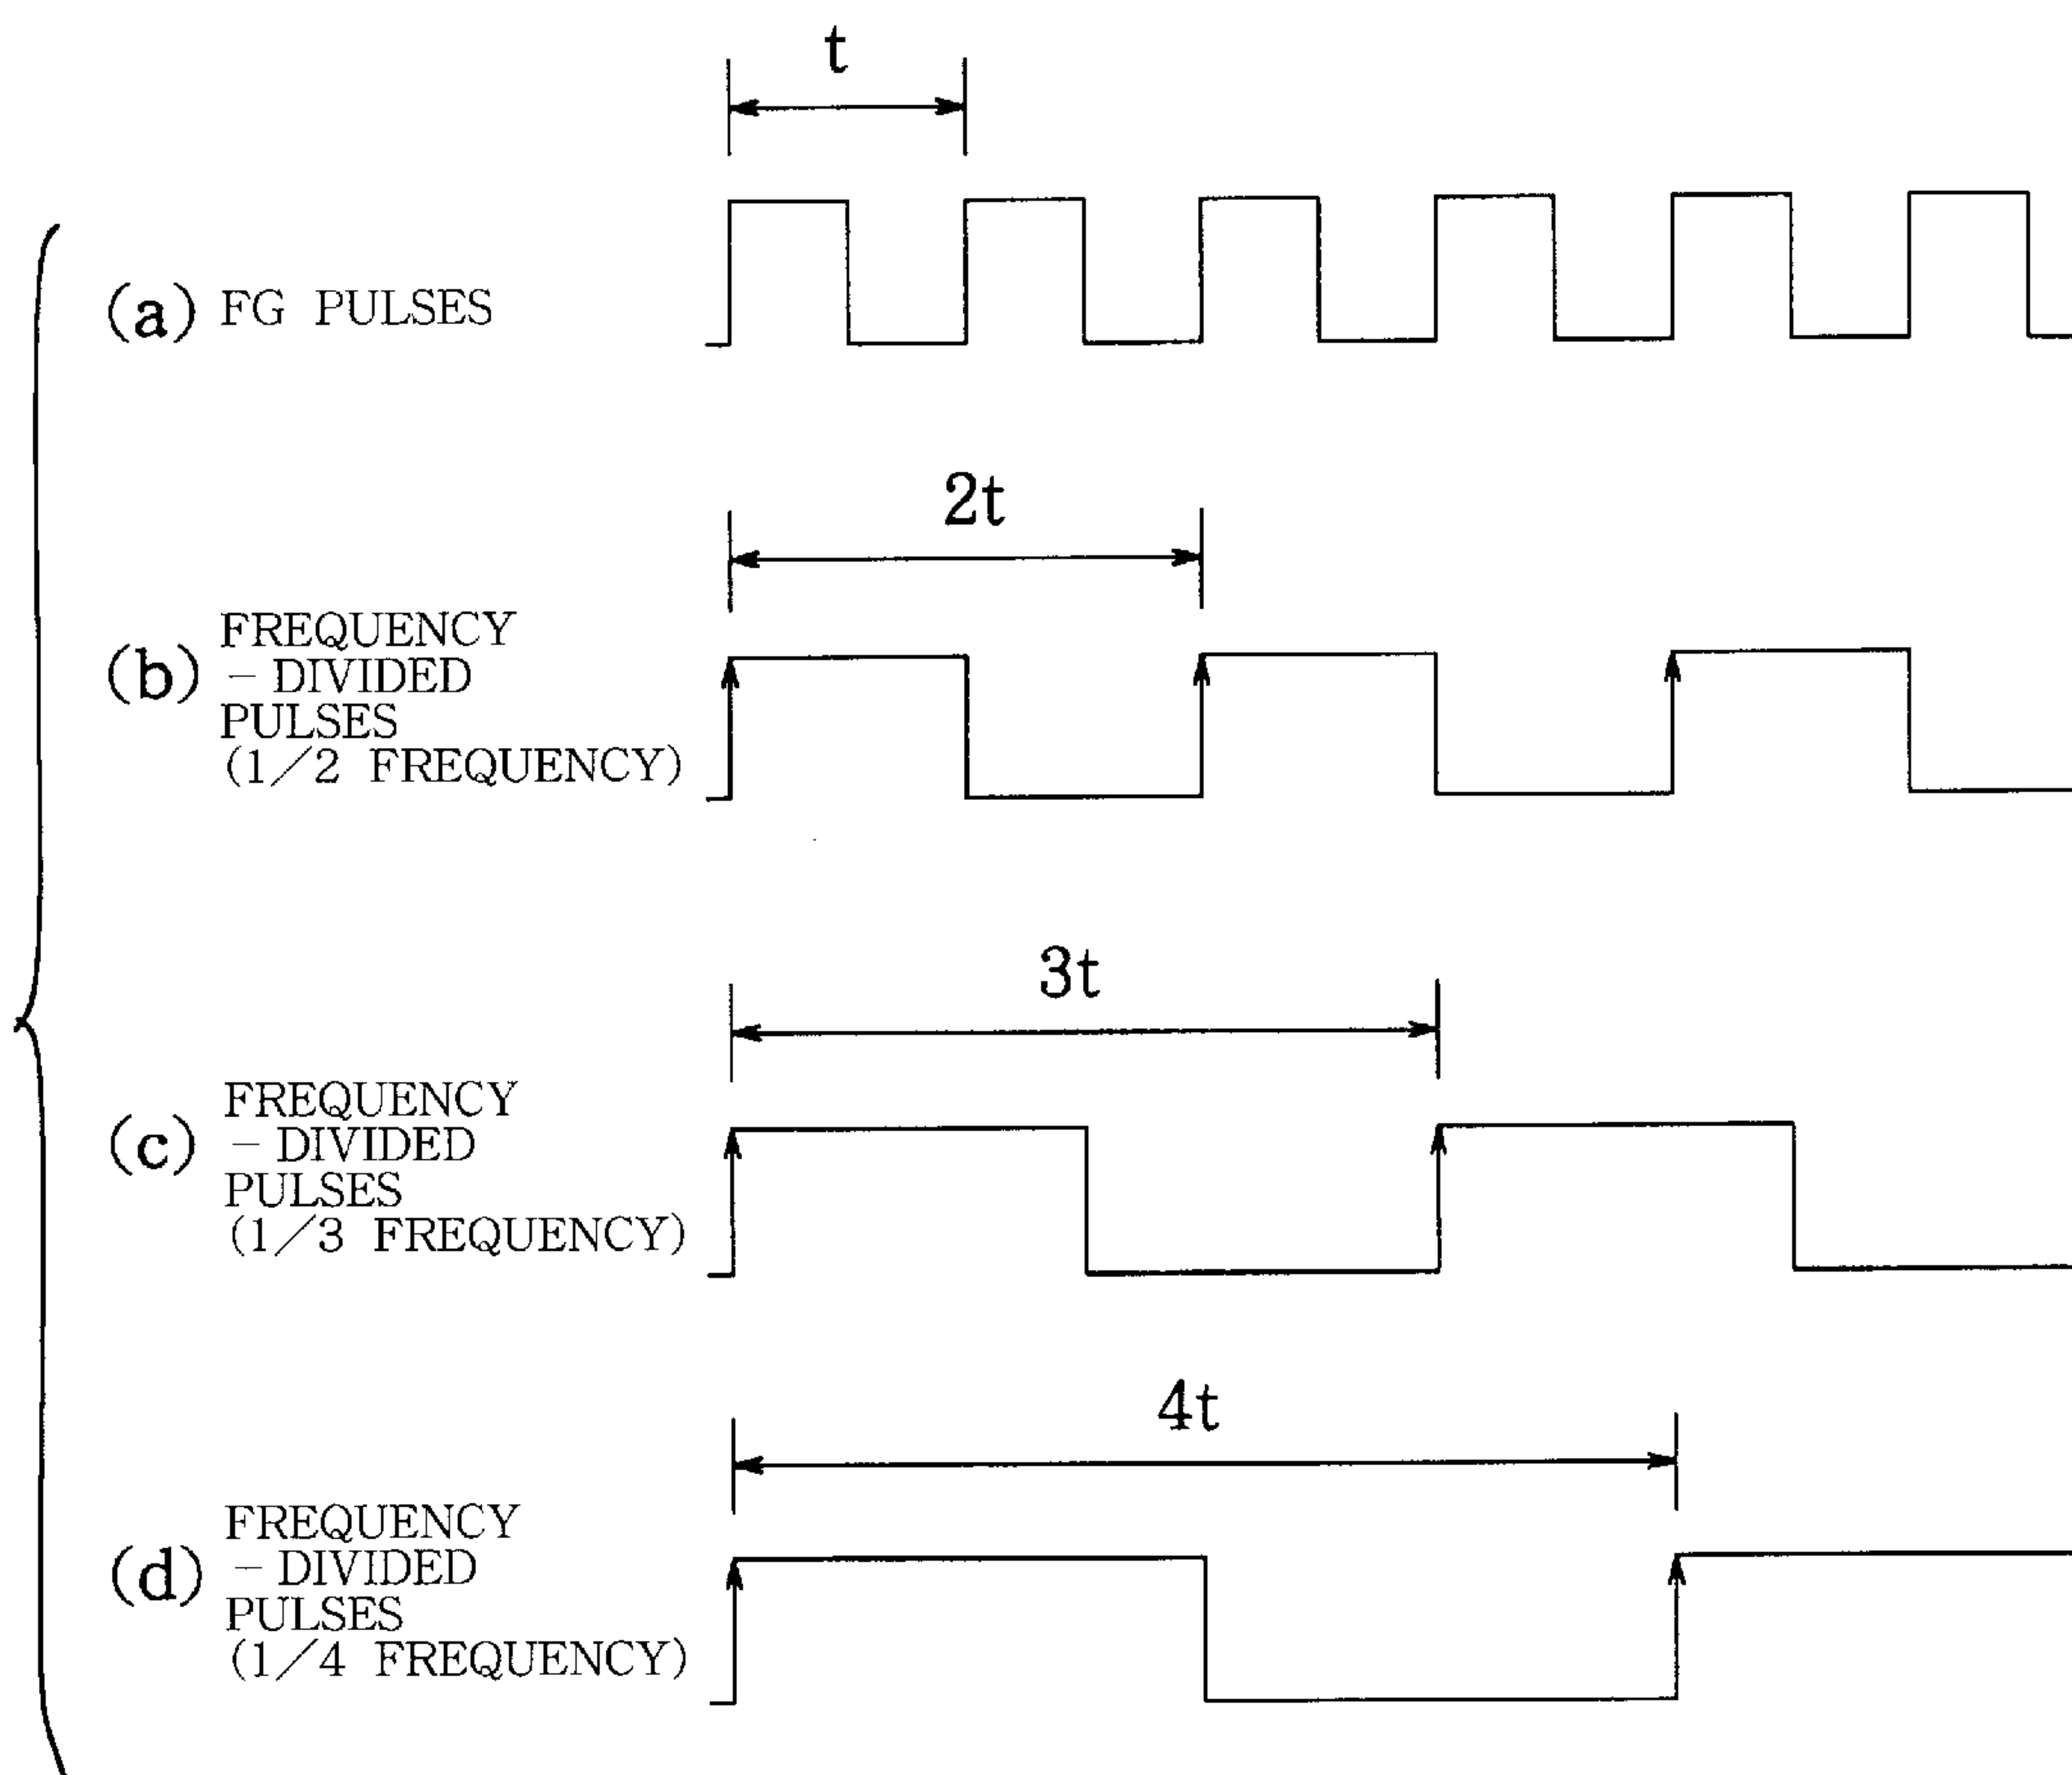 t
(a) FG PULSES
2t
(b) FREQUENCY
－DIVIDED
PULSES
(1／2 FREQUENCY)
3t
(c) FREQUENCY
－DIVIDED
PULSES
(1／3 FREQUENCY)
4t
(d) FREQUENCY
－DIVIDED
PULSES
(1／4 FREQUENCY)